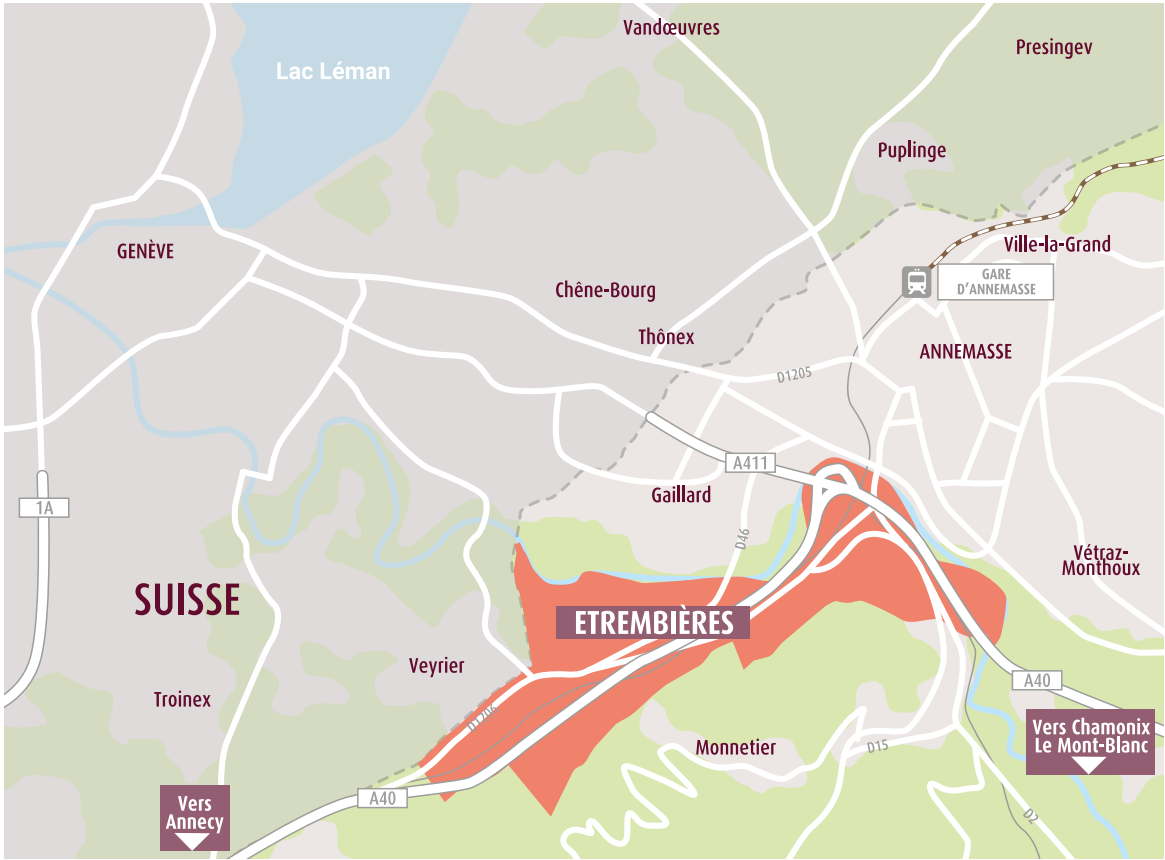 Vandœuvres
Presingev
Lac Léman
Puplinge
GENÈVE
Ville-la-Grand
GARE
D'ANNEMASSE
Chêne-Bourg
Thônex
ANNEMASSE
D1205
A411
Gaillard
1A
D46
Vétraz-
Monthoux
SUISSE
ETREMBIÈRES
Veyrier
A40
Troinex
D1206
Vers Chamonix
Le Mont-Blanc
Monnetier
D15
A40
Vers
Annecy
D2